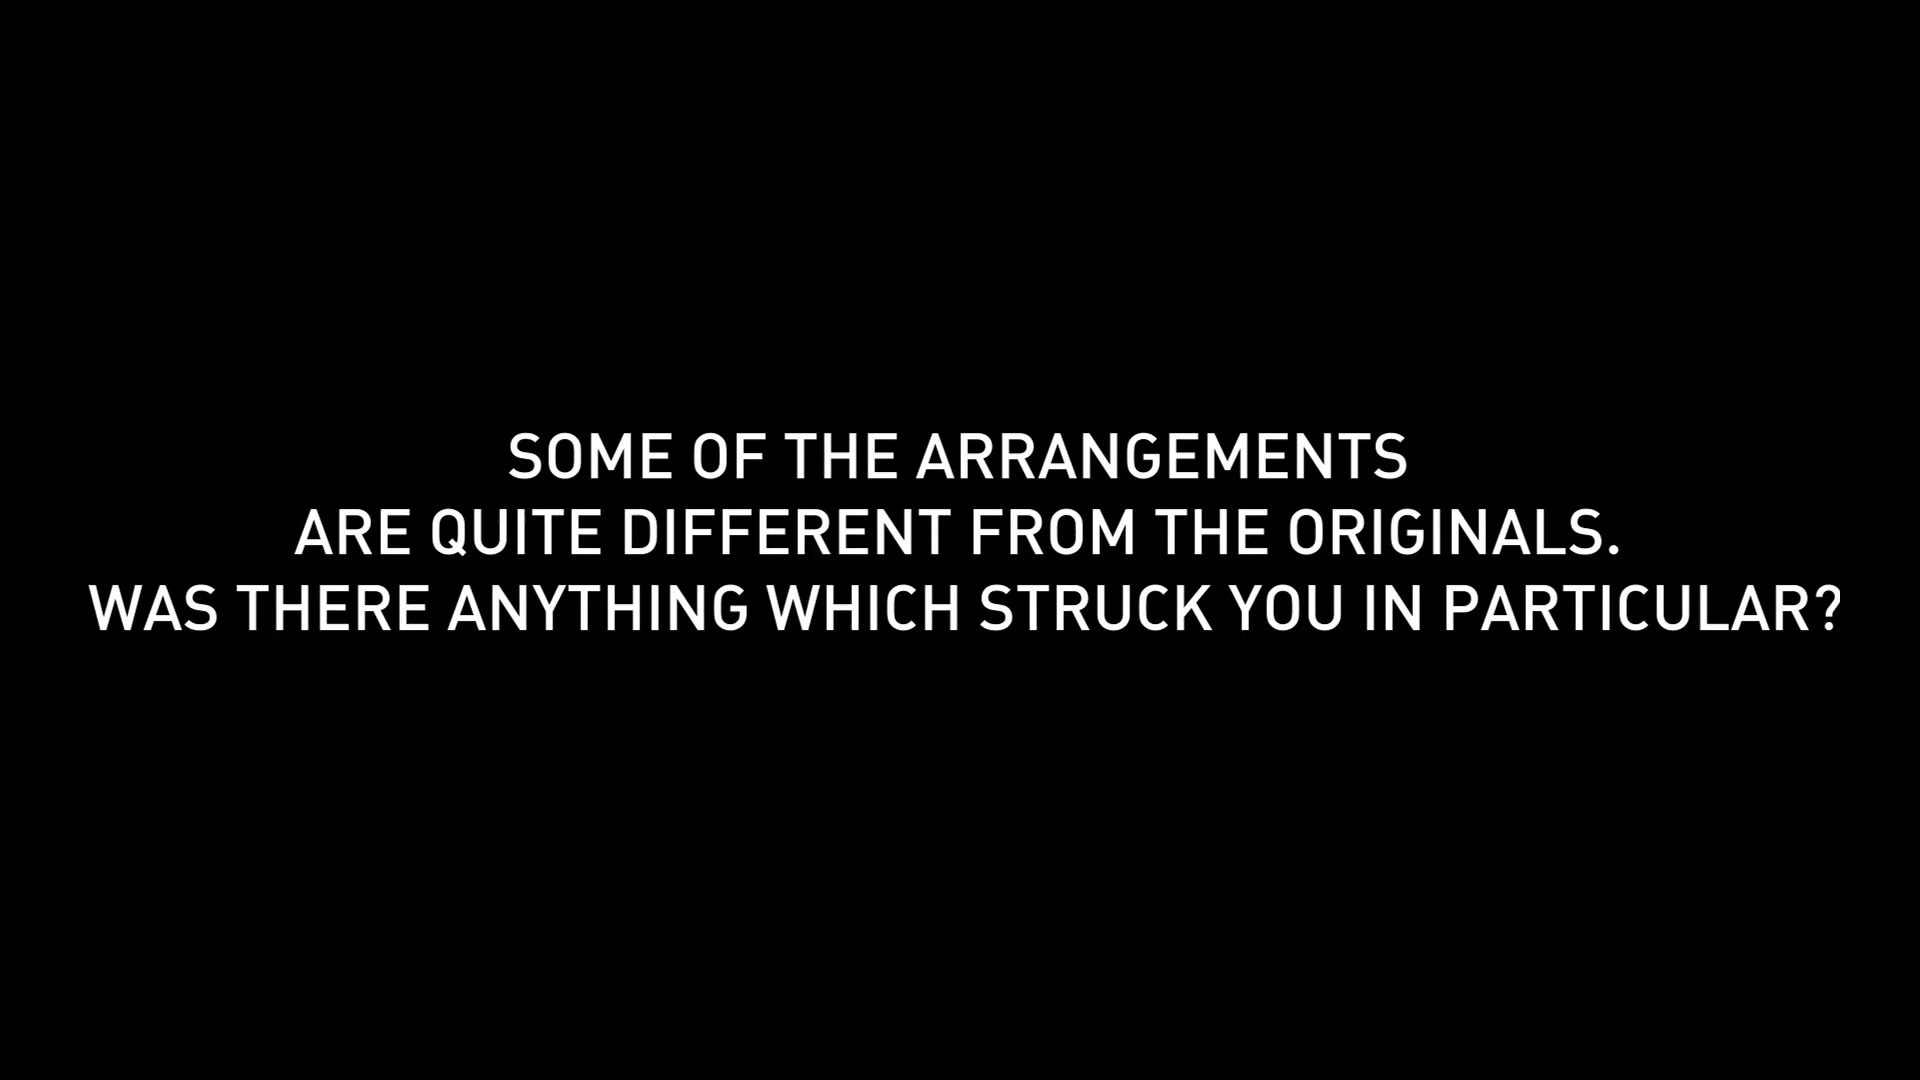 SOME OF THE ARRANGEMENTS
ARE QUITE DIFFERENT FROM THE ORIGINALS.
WAS THERE ANYTHING WHICH STRUCK YOU IN PARTICULAR?